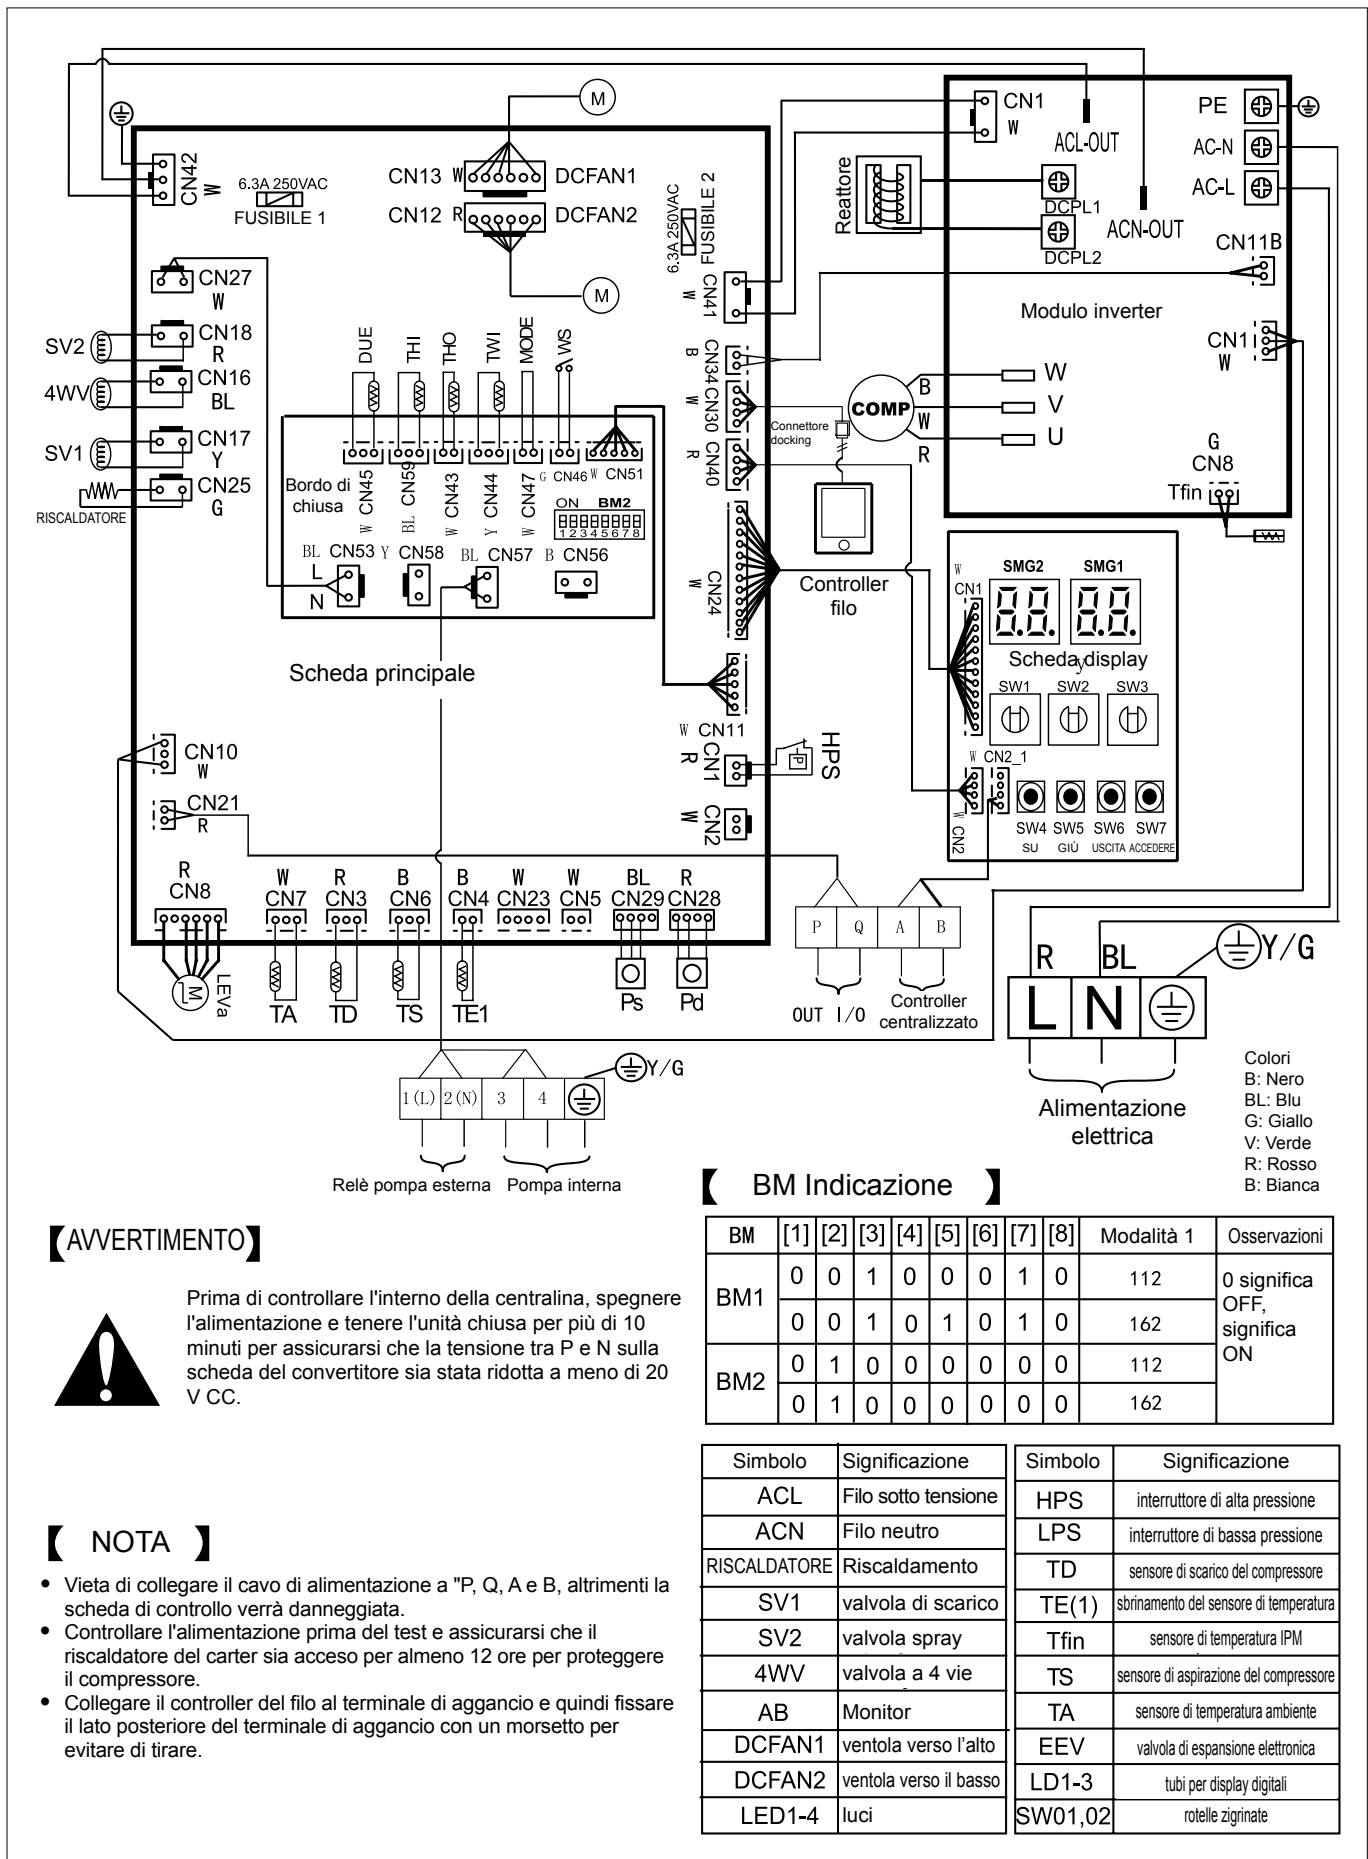 M
CN1
W
PE
ACL-OUT
AC-N
AC-L
CN42
W
6.3A 250VAC
FUSIBILE 1
CN13 W DCFAN1
CN12 R DCFAN2
6.3A 250VAC
FUSIBILE 2
Reattore
DCPL1
DCPL2
ACN-OUT
CN11B
M
CN27
W
CN41
W
Modulo inverter
SV2
CN18
R
DUE
THI
THO
TWI
MODE
WS
CN34
B
CN11
W
4WV
CN16
BL
CN30
W
COMP
B
W
R
W
V
U
Connettore
docking
SV1
CN17
Y
CN40
R
G
CN8
Tfin
RISCALDATORE
CN25
G
Bordo di
chiusa
W CN45
BL CN59
W CN43
Y CN44
W CN47
G CN46
W CN51
ON BM2
1 2 3 4 5 6 7 8
BL CN53
Y CN58
BL CN57
B CN56
L
N
CN24
W
Controller
filo
W
CN1
SMG2 SMG1
8.8. 8.8.
Scheda display
y
SW1 SW2 SW3
Scheda principale
W CN11
CN10
W
CN1
R
HPS
W CN2_1
CN21
R
CN2
W
W CN2
SW4 SW5 SW6 SW7
SU GIÙ USCITA ACCEDERE
R
CN8
W
CN7
R
CN3
B
CN6
B
CN4
W
CN23
W
CN5
BL
CN29
R
CN28
P Q A B
M
LEVa
TA TD TS TE1
Ps Pd
OUT I/O
Controller
centralizzato
R BL Y/G
L N
Alimentazione
elettrica
Y/G
1(L) 2(N) 3 4
Relè pompa esterna Pompa interna
Colori
B: Nero
BL: Blu
G: Giallo
V: Verde
R: Rosso
B: Bianca
【 BM Indicazione 】
BM [1] [2] [3] [4] [5] [6] [7] [8] Modalità 1 Osservazioni
BM1 0 0 1 0 0 0 1 0 112
0 0 1 0 1 0 1 0 162
BM2 0 1 0 0 0 0 0 0 112
0 1 0 0 0 0 0 0 162
0 significa
OFF,
significa
ON
【AVVERTIMENTO】
Prima di controllare l'interno della centralina, spegnere
l'alimentazione e tenere l'unità chiusa per più di 10
minuti per assicurarsi che la tensione tra P e N sulla
scheda del convertitore sia stata ridotta a meno di 20
V CC.
【 NOTA 】
• Vieta di collegare il cavo di alimentazione a "P, Q, A e B, altrimenti la
scheda di controllo verrà danneggiata.
• Controllare l'alimentazione prima del test e assicurarsi che il
riscaldatore del carter sia acceso per almeno 12 ore per proteggere
il compressore.
• Collegare il controller del filo al terminale di aggancio e quindi fissare
il lato posteriore del terminale di aggancio con un morsetto per
evitare di tirare.
Simbolo Significazione
ACL Filo sotto tensione
ACN Filo neutro
RISCALDATORE Riscaldamento
SV1 valvola di scarico
SV2 valvola spray
4WV valvola a 4 vie
AB Monitor
DCFAN1 ventola verso l'alto
DCFAN2 ventola verso il basso
LED1-4 luci
Simbolo Significazione
HPS interruttore di alta pressione
LPS interruttore di bassa pressione
TD sensore di scarico del compressore
TE(1) sbrinamento del sensore di temperatura
Tfin sensore di temperatura IPM
TS sensore di aspirazione del compressore
TA sensore di temperatura ambiente
EEV valvola di espansione elettronica
LD1-3 tubi per display digitali
SW01,02 rotelle zigrinate